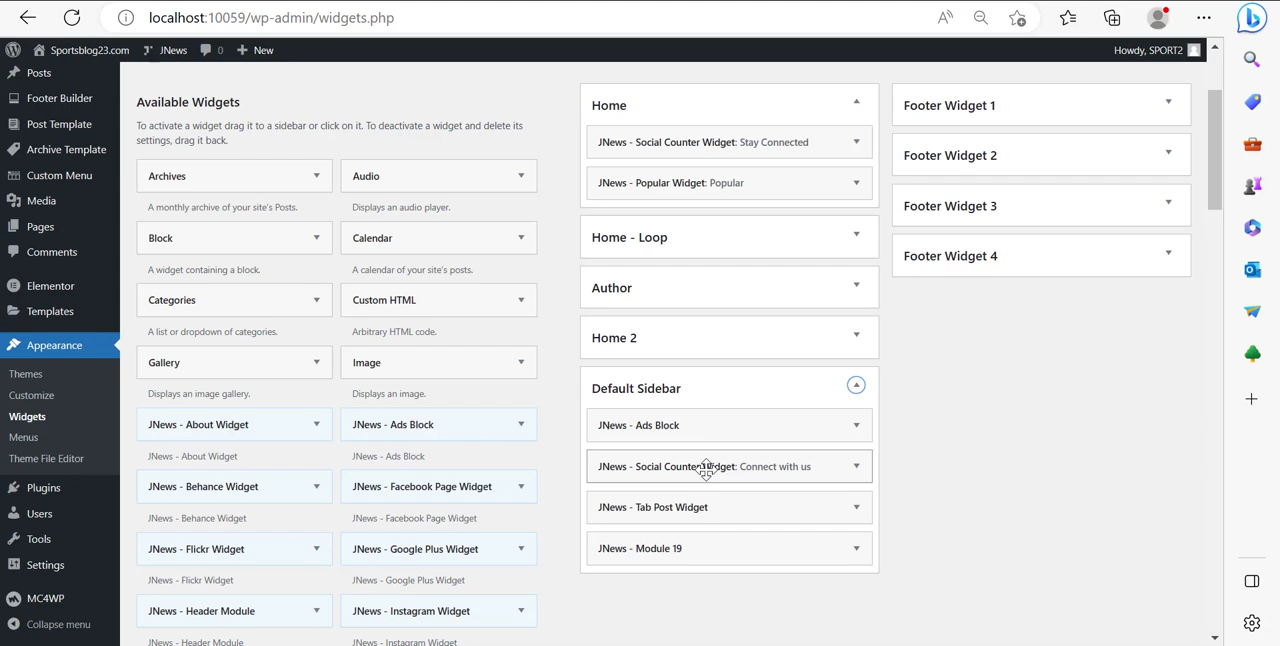 localhost:10059/wp-admin/widgets.php
Sportsblog23.com
JNews
0
New
Howdy, SPORT2
Posts
Footer Builder
Post Template
Archive Template
Custom Menu
Media
Pages
Comments
Elementor
Templates
Appearance
Themes
Customize
Widgets
Menus
Theme File Editor
Plugins
Users
Tools
Settings
MC4WP
Collapse menu
Available Widgets
To activate a widget drag it to a sidebar or click on it. To deactivate a widget and delete its
settings, drag it back.
Archives
Audio
A monthly archive of your site's Posts.
Displays an audio player.
Block
Calendar
A widget containing a block.
A calendar of your site's posts.
Categories
Custom HTML
A list or dropdown of categories.
Arbitrary HTML code.
Gallery
Image
Displays an image gallery.
Displays an image.
JNews - About Widget
JNews - Ads Block
JNews - About Widget
JNews - Ads Block
JNews - Behance Widget
JNews - Facebook Page Widget
JNews - Behance Widget
JNews - Facebook Page Widget
JNews - Flickr Widget
JNews - Google Plus Widget
JNews - Flickr Widget
JNews - Google Plus Widget
JNews - Header Module
JNews - Instagram Widget
JNews - Header Module
JNews - Instagram Widget
Home
JNews - Social Counter Widget: Stay Connected
JNews - Popular Widget: Popular
Home - Loop
Author
Home 2
Default Sidebar
JNews - Ads Block
JNews - Social Counter Widget: Connect with us
JNews - Tab Post Widget
JNews - Module 19
Footer Widget 1
Footer Widget 2
Footer Widget 3
Footer Widget 4